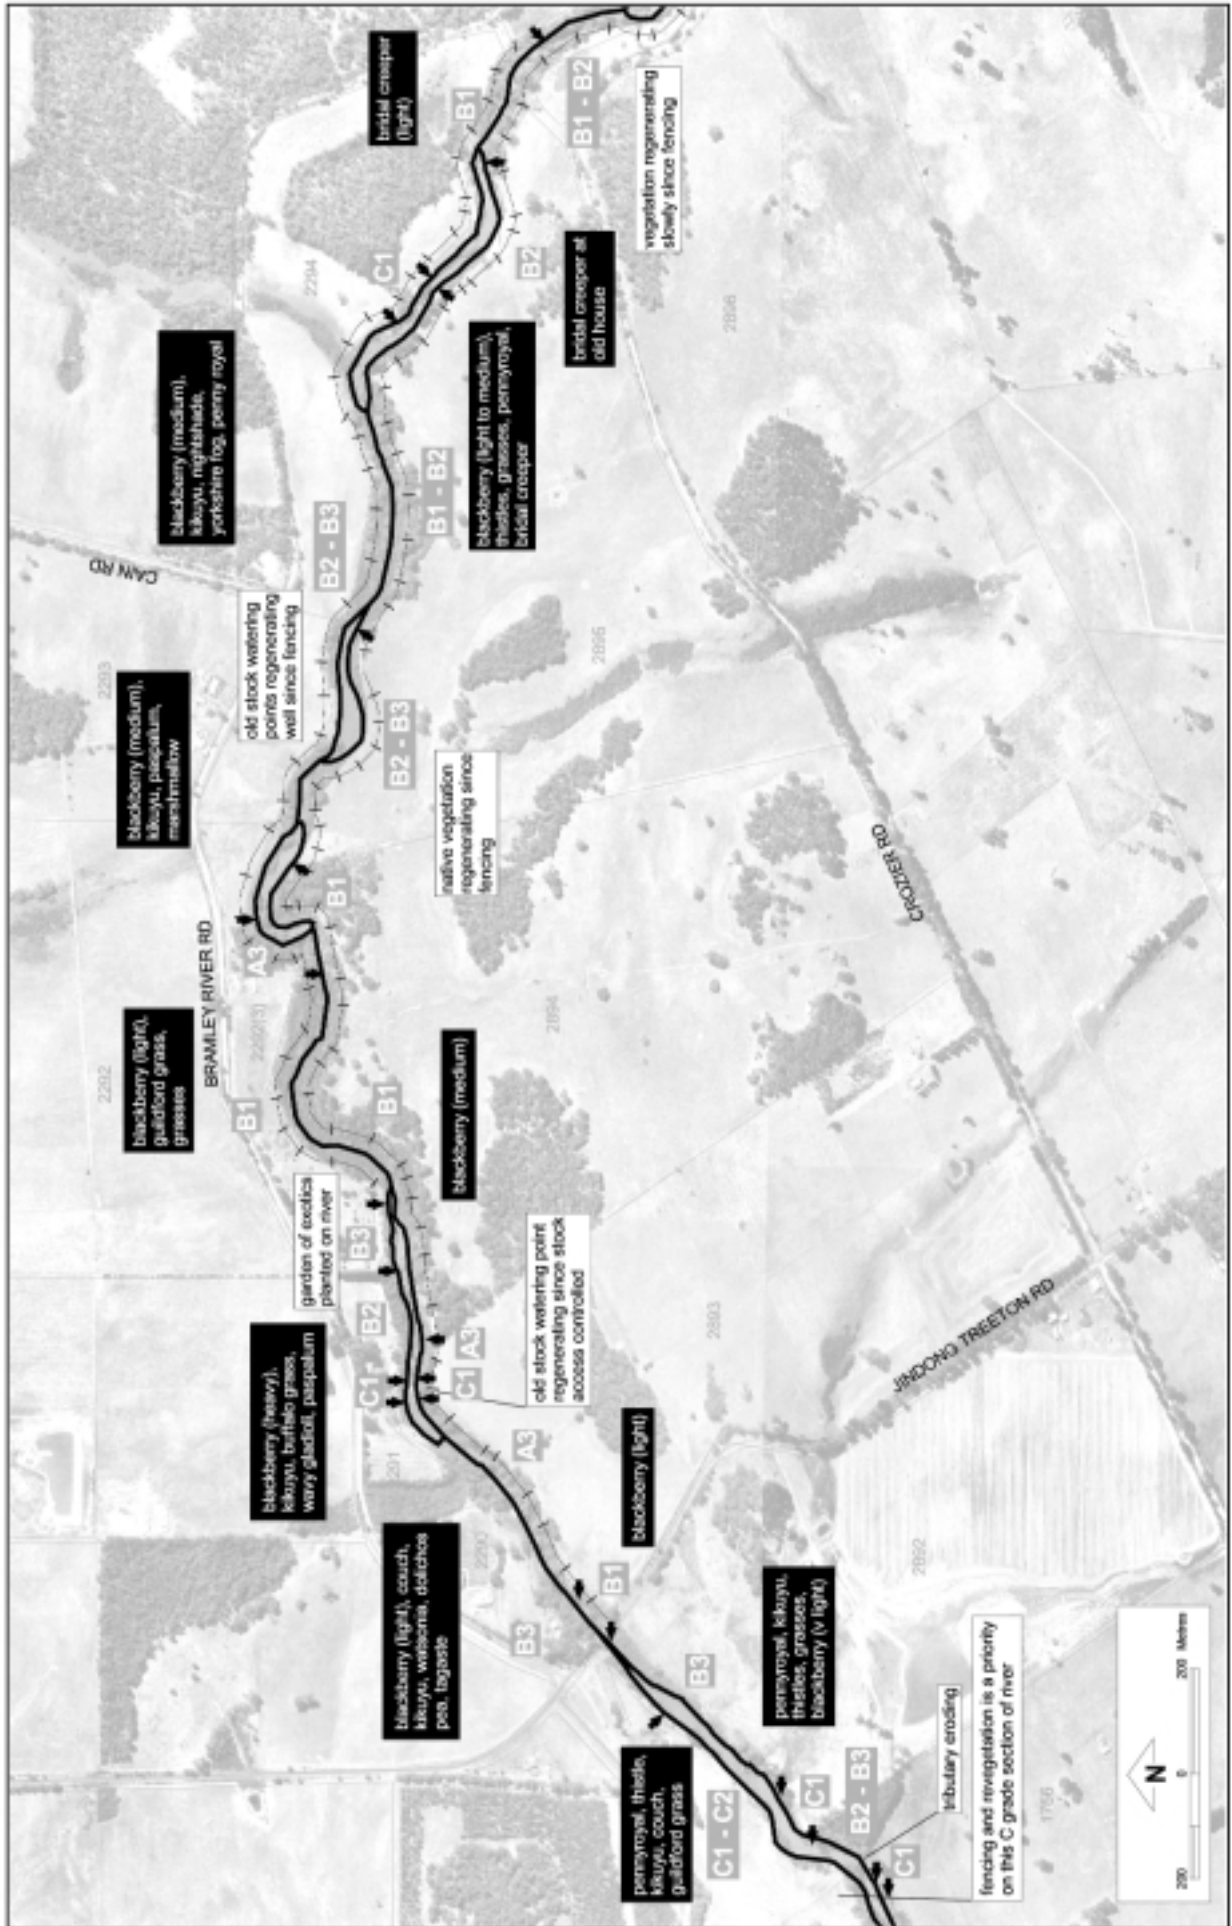 blackberry (light),
guildford grass,
grasses
BRAMLEY RIVER RD
blackberry (medium),
kikuyu, paspalum,
marshmallow
CAIN RD
blackberry (medium),
kikuyu, nightshade,
yorkshire fog, penny royal
bridal creeper
(light)
2292
2293
2294
blackberry (heavy),
kikuyu, buffalo grass,
wavy gladioli, paspalum
garden of exotics
planted on river
old stock watering
points regenerating
well since fencing
B1
A3
B2 - B3
C1
B1
C1 -
B2
B3
B1
B1
B2 - B3
B1 - B2
B2
B1 - B2
blackberry (light), couch,
kikuyu, watsonia, dolichos
pea, tagaste
blackberry (medium)
native vegetation
regenerating since
fencing
blackberry (light to medium),
thistles, grasses, pennyroyal,
bridal creeper
bridal creeper at
old house
vegetation regenerating
slowly since fencing
B3
A3
C1
A3
old stock watering point
regenerating since stock
access controlled
2894
2895
2896
pennyroyal, thistle,
kikuyu, couch,
guildford grass
B1
blackberry (light)
C1 - C2
B3
2893
pennyroyal, kikuyu,
thistles, grasses,
blackberry (v light)
C1
B2 - B3
C1
JINDONG TREETON RD
CROZIER RD
2892
tributary eroding
fencing and revegetation is a priority
on this C grade section of river
1766
N
200 0 200 Metres